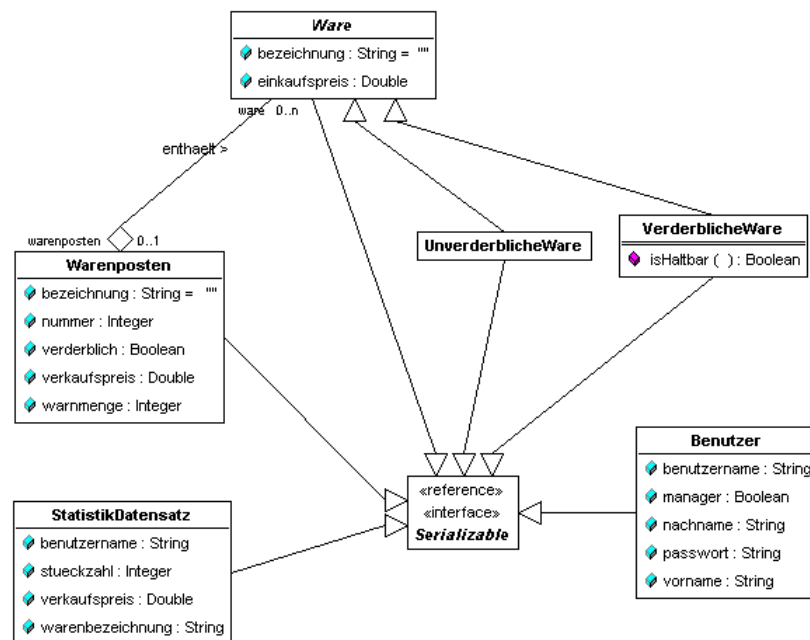 Ware
bezeichnung : String = ""
einkaufspreis : Double
ware 0..n
enthaelt >
warenposten 0..1
Warenposten
bezeichnung : String = ""
nummer : Integer
verderblich : Boolean
verkaufspreis : Double
warnmenge : Integer
UnverderblicheWare
VerderblicheWare
isHaltbar ( ) : Boolean
«reference»
«interface»
Serializable
StatistikDatensatz
benutzername : String
stueckzahl : Integer
verkaufspreis : Double
warenbezeichnung : String
Benutzer
benutzername : String
manager : Boolean
nachname : String
passwort : String
vorname : String